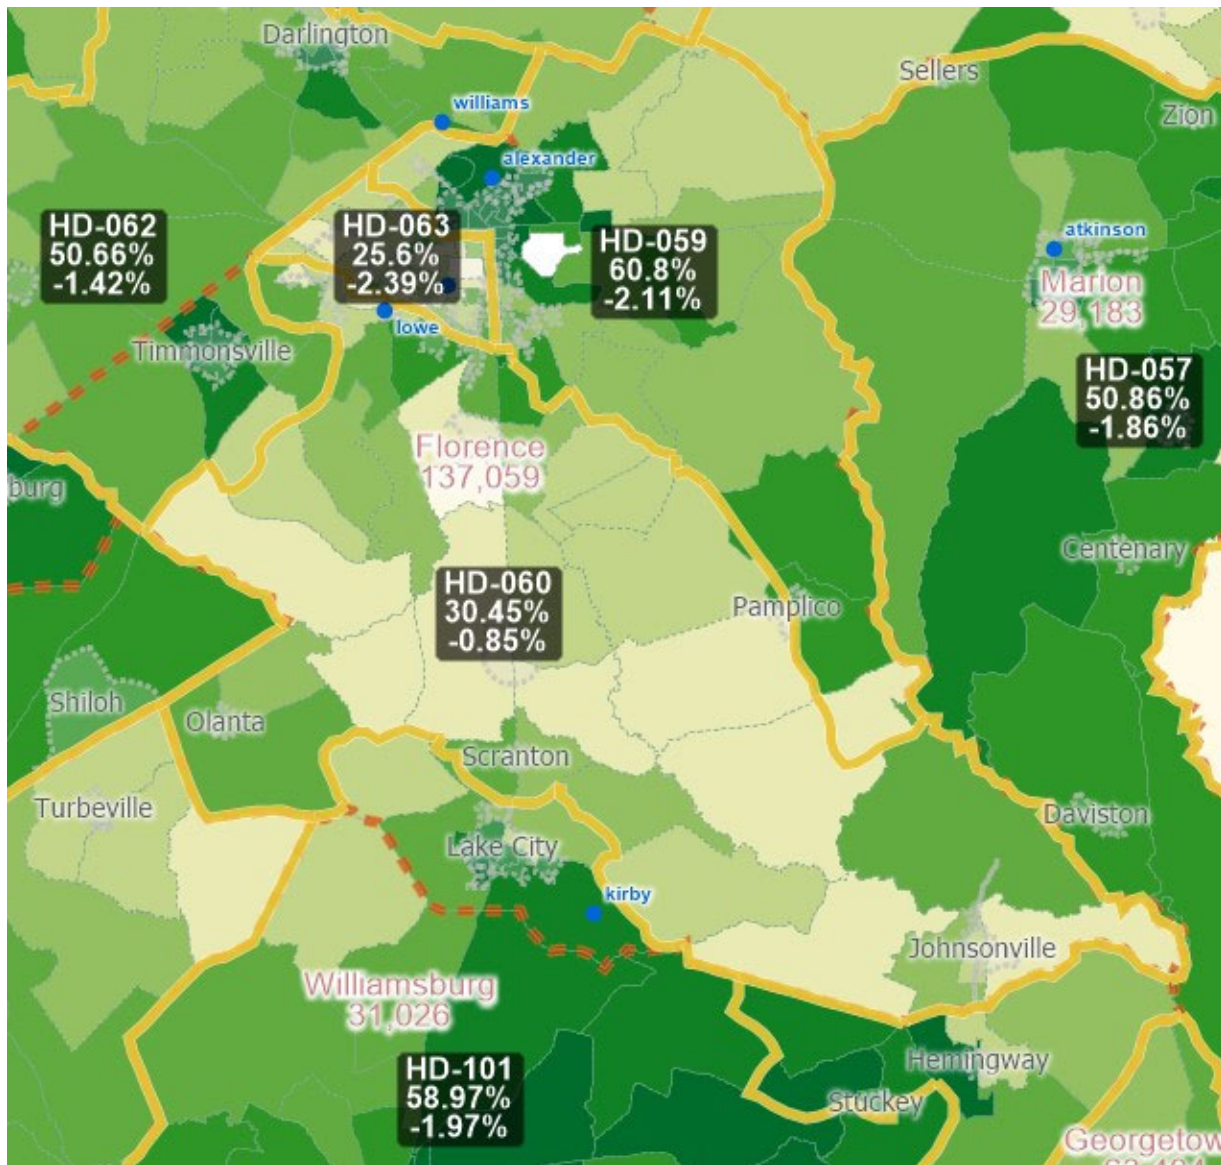 Darlington
Sellers
williams
Zion
alexander
HD-062
50.66%
-1.42%
HD-063
25.6%
-2.39%
HD-059
60.8%
-2.11%
atkinson
Marion
29,183
lowe
Timmonsville
HD-057
50.86%
-1.86%
Florence
137,059
burg
Centenary
HD-060
30.45%
-0.85%
Pamplico
Shiloh
Olanta
Scranton
Turbeville
Daviston
Lake City
kirby
Johnsonville
Williamsburg
31,026
Hemingway
HD-101
58.97%
-1.97%
Stuckey
Georgetow